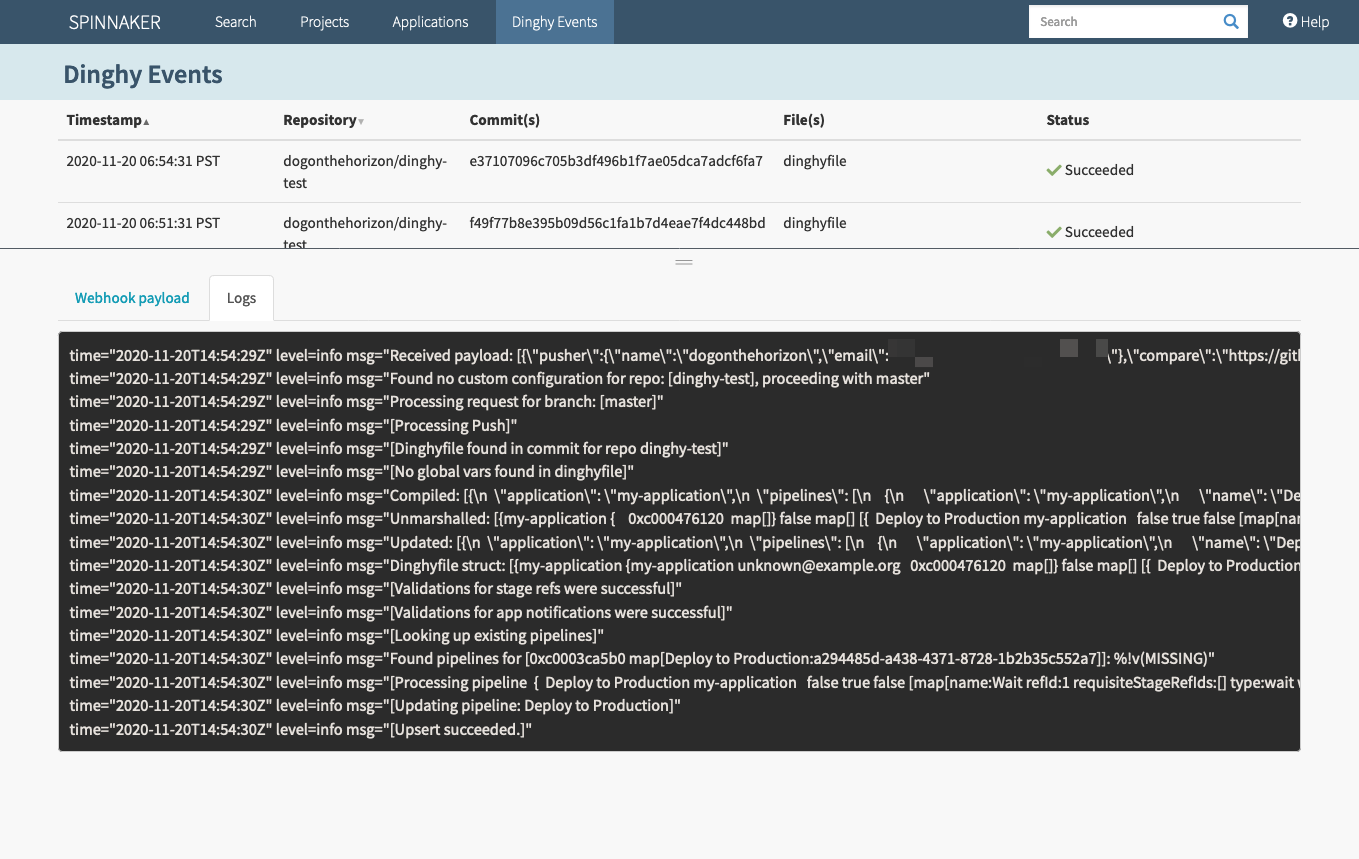 SPINNAKER Search Projects Applications Dinghy Events Search Help
Dinghy Events
Timestamp▲ Repository▼ Commit(s) File(s) Status
2020-11-20 06:54:31 PST dogonthehorizon/dinghy- e37107096c705b3df496b1f7ae05dca7adcf6fa7 dinghyfile Succeeded
test
2020-11-20 06:51:31 PST dogonthehorizon/dinghy- f49f77b8e395b09d56c1fa1b7d4eae7f4dc448bd dinghyfile Succeeded
test
Webhook payload Logs
time="2020-11-20T14:54:29Z" level=info msg="Received payload: [{\"pusher\":{\"name\":\"dogonthehorizon\",\"email\": \"},\"compare\":\"https://gith
time="2020-11-20T14:54:29Z" level=info msg="Found no custom configuration for repo: [dinghy-test], proceeding with master"
time="2020-11-20T14:54:29Z" level=info msg="Processing request for branch: [master]"
time="2020-11-20T14:54:29Z" level=info msg="[Processing Push]"
time="2020-11-20T14:54:29Z" level=info msg="[Dinghyfile found in commit for repo dinghy-test]"
time="2020-11-20T14:54:29Z" level=info msg="[No global vars found in dinghyfile]"
time="2020-11-20T14:54:30Z" level=info msg="Compiled: [{\n \"application\": \"my-application\",\n \"pipelines\": [\n {\n \"application\": \"my-application\",\n \"name\": \"De
time="2020-11-20T14:54:30Z" level=info msg="Unmarshalled: [{my-application { 0xc000476120 map[]} false map[] [{ Deploy to Production my-application false true false [map[nam
time="2020-11-20T14:54:30Z" level=info msg="Updated: [{\n \"application\": \"my-application\",\n \"pipelines\": [\n {\n \"application\": \"my-application\",\n \"name\": \"Dep
time="2020-11-20T14:54:30Z" level=info msg="Dinghyfile struct: [{my-application {my-application unknown@example.org 0xc000476120 map[]} false map[] [{ Deploy to Production
time="2020-11-20T14:54:30Z" level=info msg="[Validations for stage refs were successful]"
time="2020-11-20T14:54:30Z" level=info msg="[Validations for app notifications were successful]"
time="2020-11-20T14:54:30Z" level=info msg="[Looking up existing pipelines]"
time="2020-11-20T14:54:30Z" level=info msg="Found pipelines for [0xc0003ca5b0 map[Deploy to Production:a294485d-a438-4371-8728-1b2b35c552a7]]: %!v(MISSING)"
time="2020-11-20T14:54:30Z" level=info msg="[Processing pipeline { Deploy to Production my-application false true false [map[name:Wait refId:1 requisiteStageRefIds:[] type:wait w
time="2020-11-20T14:54:30Z" level=info msg="[Updating pipeline: Deploy to Production]"
time="2020-11-20T14:54:30Z" level=info msg="[Upsert succeeded.]"